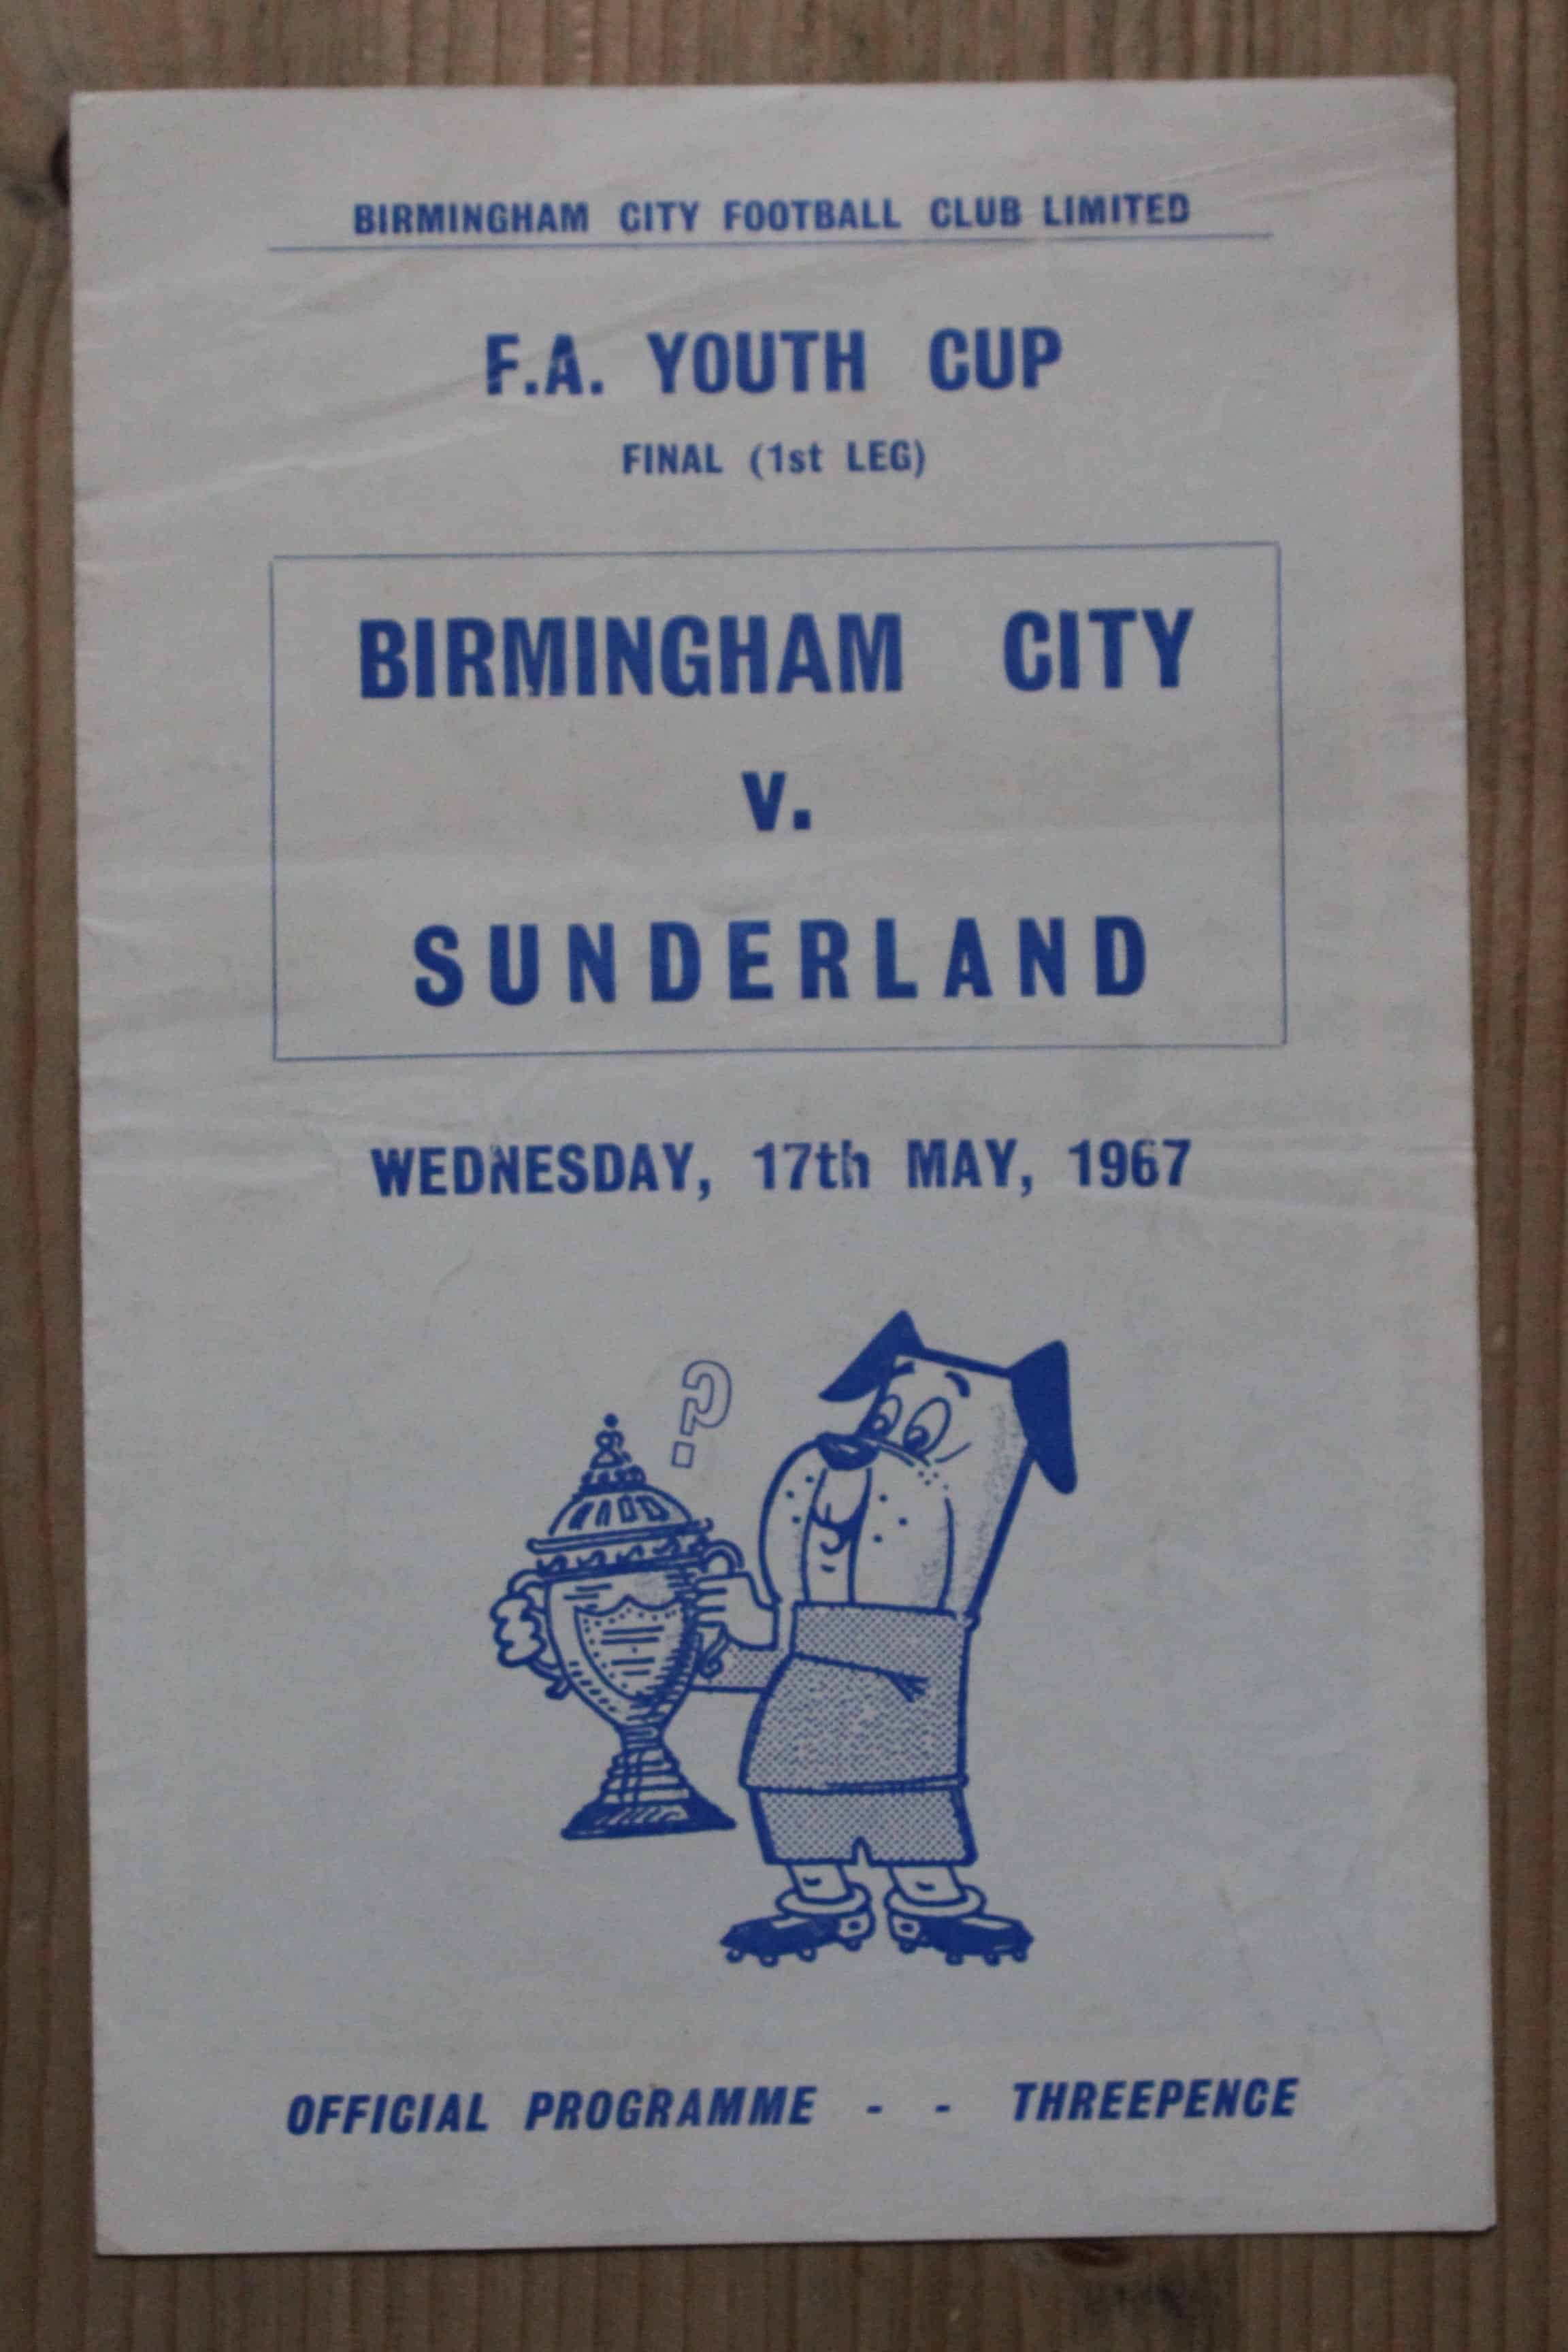 BIRMINGHAM CITY FOOTBALL CLUB LIMITED
F.A. YOUTH CUP
FINAL (1st LEG)
BIRMINGHAM CITY
v.
SUNDERLAND
WEDNESDAY, 17th MAY, 1967
?
OFFICIAL PROGRAMME - - THREEPENCE